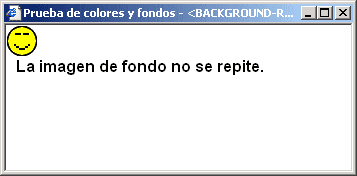 Prueba de colores y fondos - <BACKGROUND-R...
La imagen de fondo no se repite.